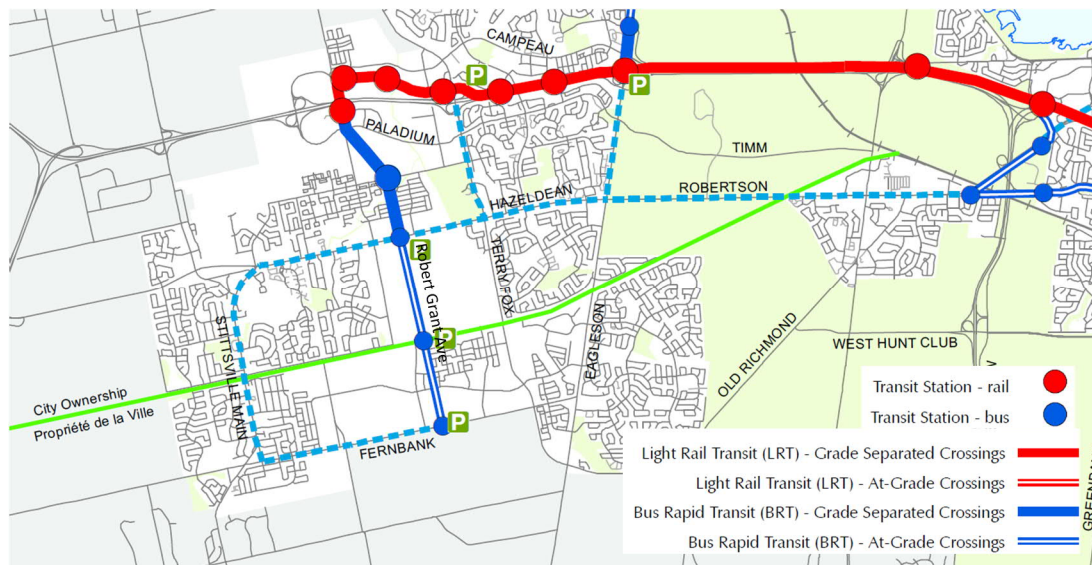 CAMPEAU
P
P
PALADIUM
TIMM
HAZELDEAN
ROBERTSON
P
Robert Grant Ave
TERRY FOX
STITTSVILLE MAIN
P
EAGLESON
OLD RICHMOND
WEST HUNT CLUB
City Ownership
Propriété de la Ville
P
FERNBANK
Transit Station - rail
Transit Station - bus
Light Rail Transit (LRT) - Grade Separated Crossings
Light Rail Transit (LRT) - At-Grade Crossings
Bus Rapid Transit (BRT) - Grade Separated Crossings
Bus Rapid Transit (BRT) - At-Grade Crossings